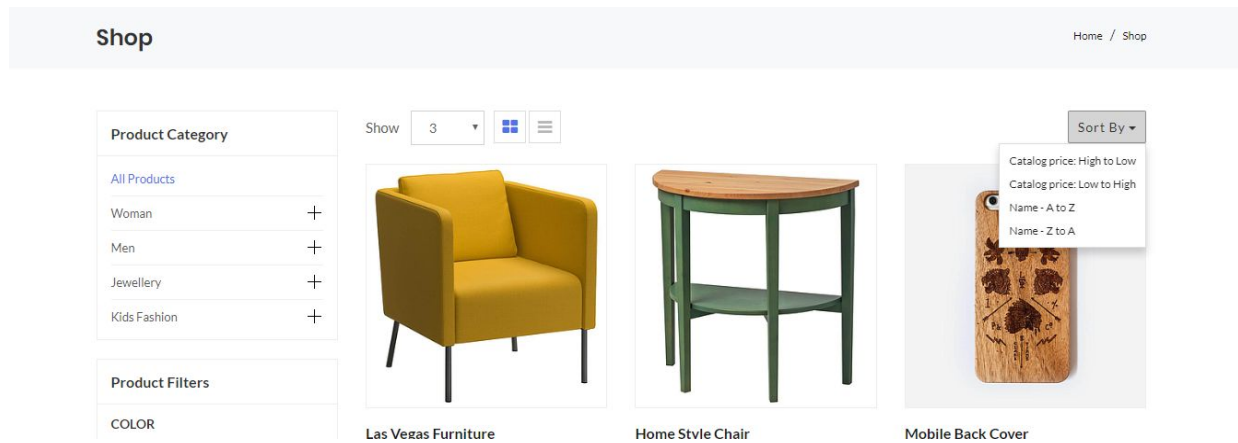 Shop
Home / Shop
Product Category
All Products
Woman
Men
Jewellery
Kids Fashion
Product Filters
COLOR
Show 3
Sort By
Catalog price: High to Low
Catalog price: Low to High
Name - A to Z
Name - Z to A
Las Vegas Furniture
Home Style Chair
Mobile Back Cover